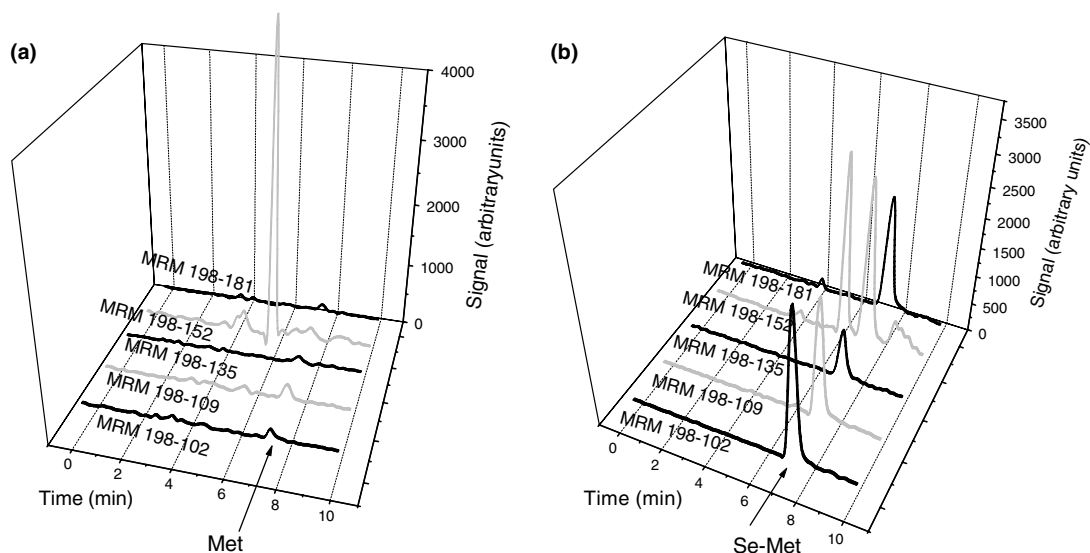 (a)
4000
3000
2000
1000
0
Signal (arbitraryunits)
MRM 198-181
MRM 198-152
MRM 198-135
MRM 198-109
MRM 198-102
0
2
4
6
8
10
Time (min)
Met
(b)
3500
3000
2500
2000
1500
1000
500
0
Signal (arbitrary units)
MRM 198-181
MRM 198-152
MRM 198-135
MRM 198-109
MRM 198-102
0
2
4
6
8
10
Time (min)
Se-Met